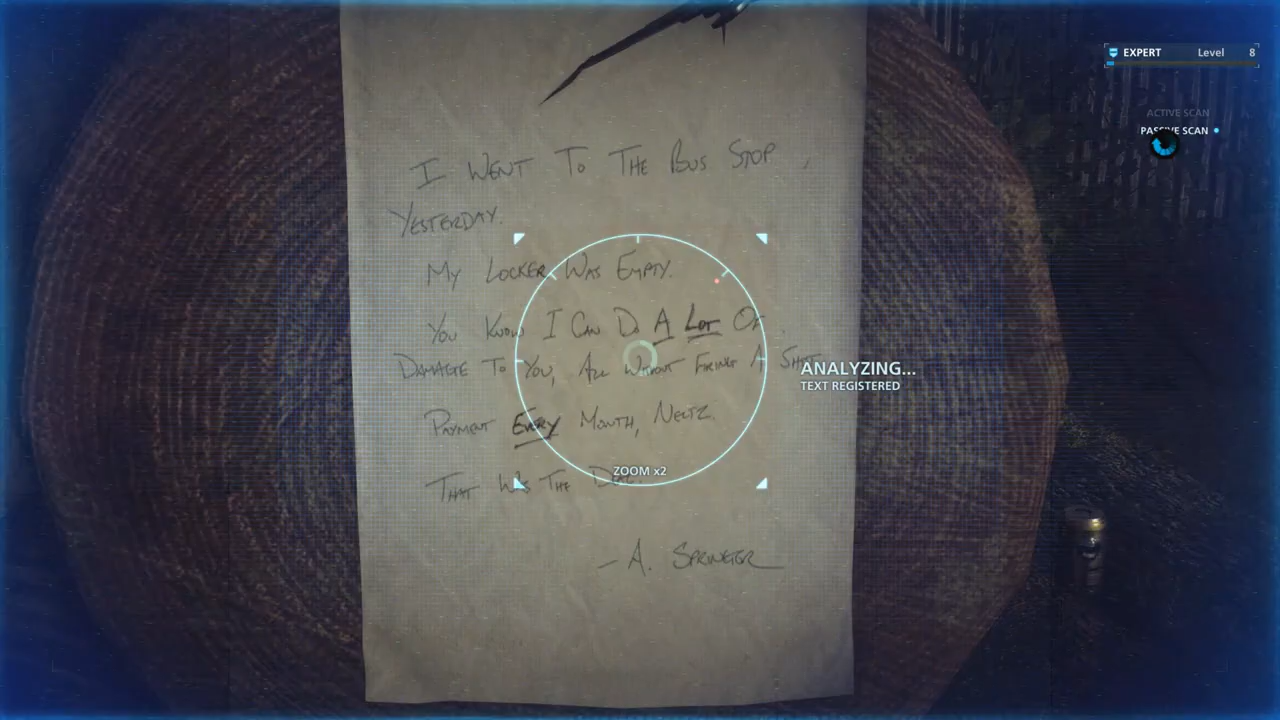 EXPERT Level 8
ACTIVE SCAN
PASSIVE SCAN
I WENT TO THE BUS STOP
YESTERDAY.
MY LOCKER WAS EMPTY.
YOU KNOW I CAN DO A LOT OF
DAMAGE TO YOU, ALL WITHOUT FIRING A SHOT.
ANALYZING...
TEXT REGISTERED
PAYMENT EVERY MONTH, NELTZ.
ZOOM x2
THAT WAS THE DEAL.
– A. SPRINGER